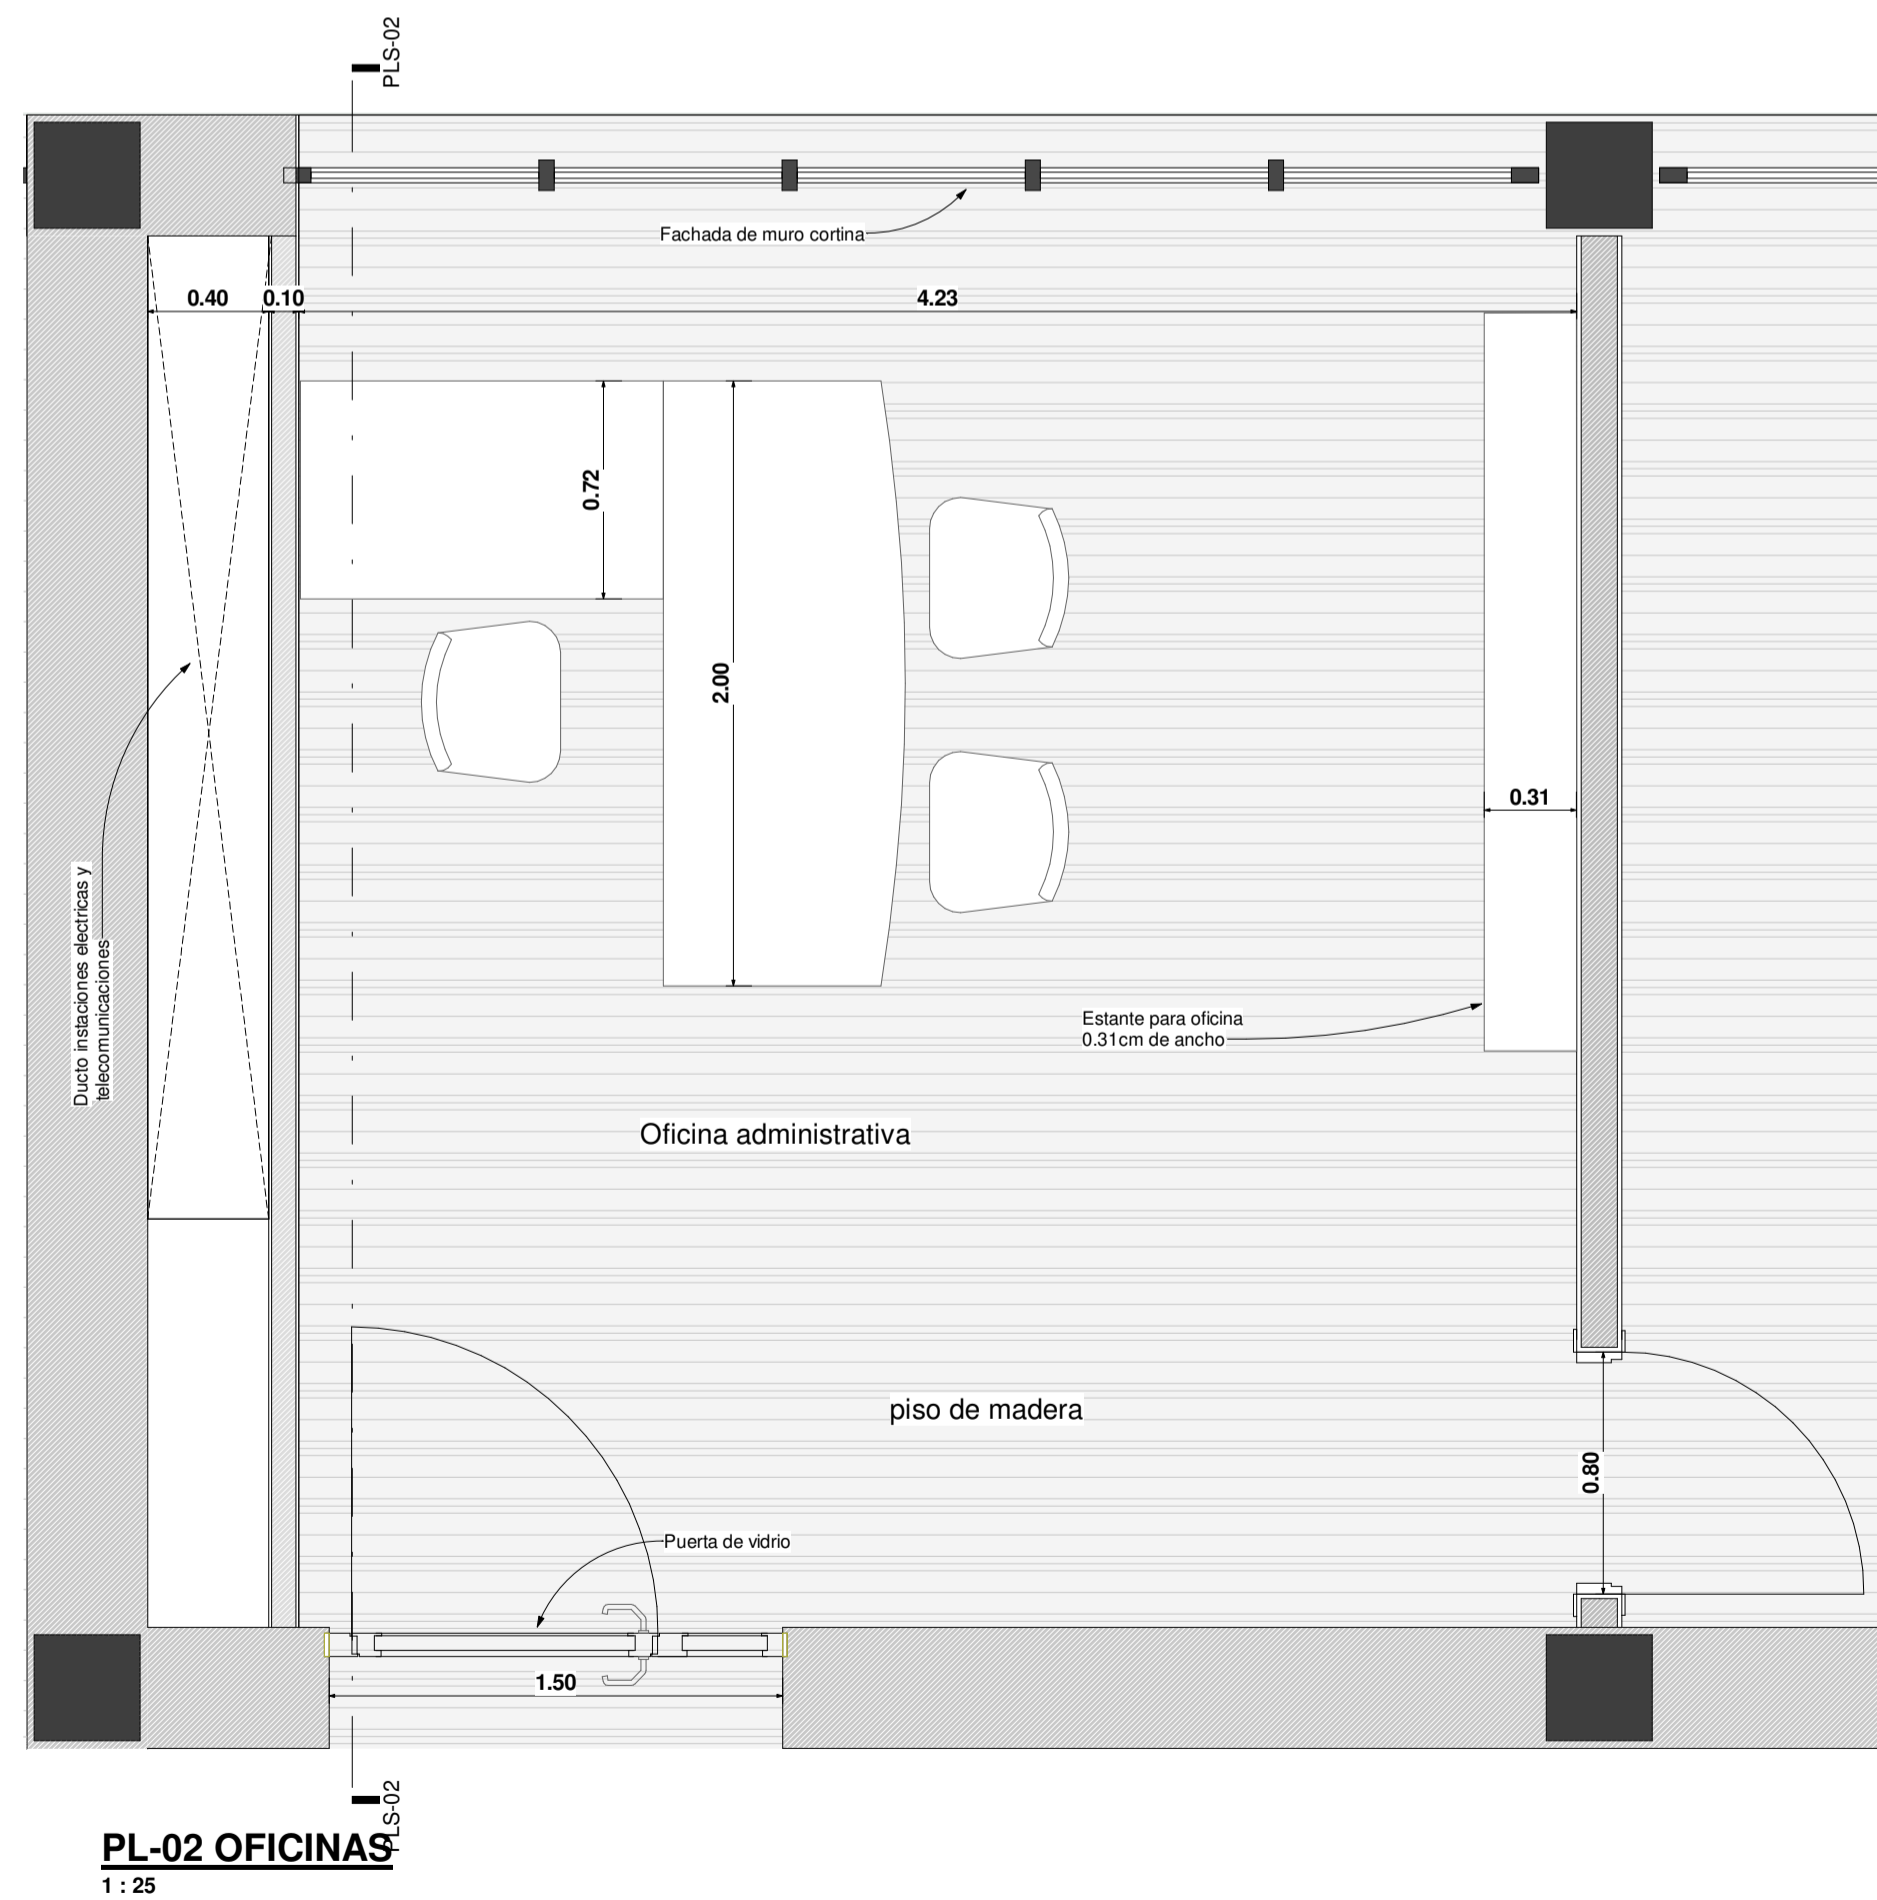 PLS-02
Fachada de muro cortina
0.40
0.10
4.23
0.72
2.00
0.31
Ducto instaciones electricas y
telecomunicaciones
Estante para oficina
0.31cm de ancho
Oficina administrativa
piso de madera
0.80
Puerta de vidrio
1.50
PLS-02
PL-02 OFICINAS
1 : 25